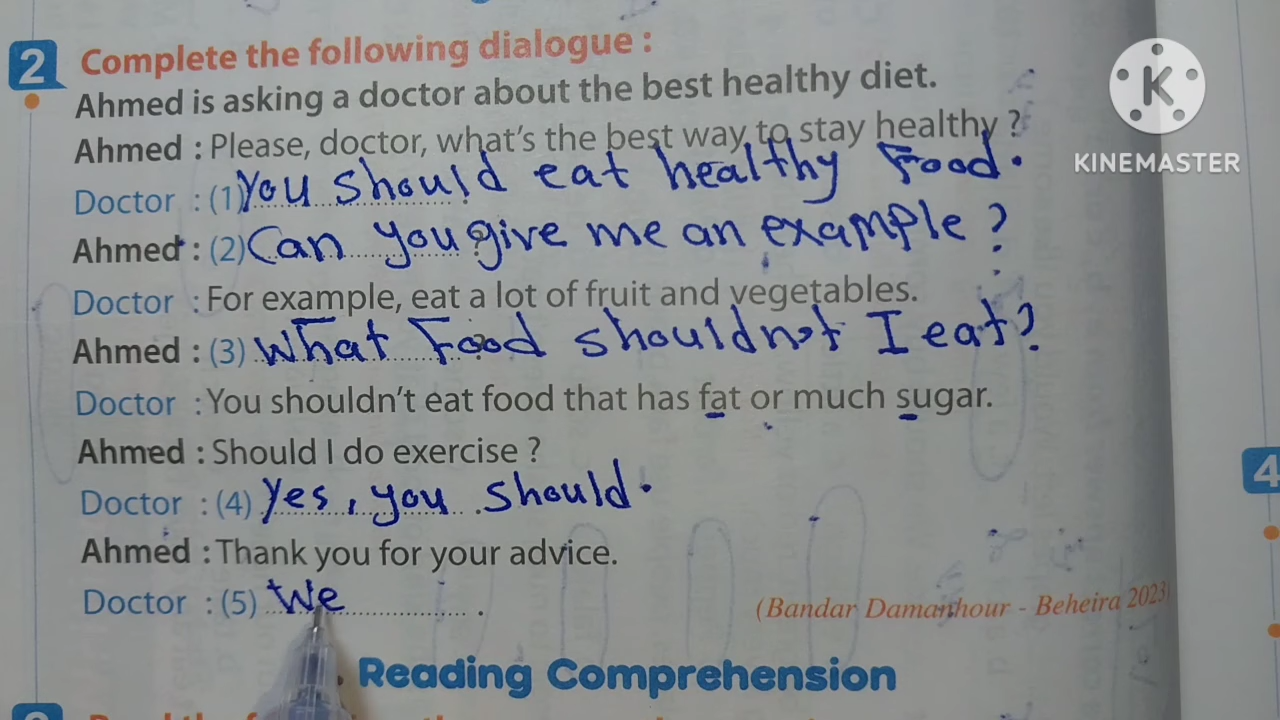 2 Complete the following dialogue :
Ahmed is asking a doctor about the best healthy diet.
Ahmed : Please, doctor, what's the best way to stay healthy ?
Doctor : (1) You should eat healthy Food.
Ahmed : (2) Can you give me an example ?
Doctor : For example, eat a lot of fruit and vegetables.
Ahmed : (3) What Food shouldn't I eat?
Doctor : You shouldn't eat food that has fat or much sugar.
Ahmed : Should I do exercise ?
Doctor : (4) Yes, you should.
Ahmed : Thank you for your advice.
Doctor : (5) We
(Bandar Damanhour - Beheira 2023)
Reading Comprehension
K
KINEMASTER
4